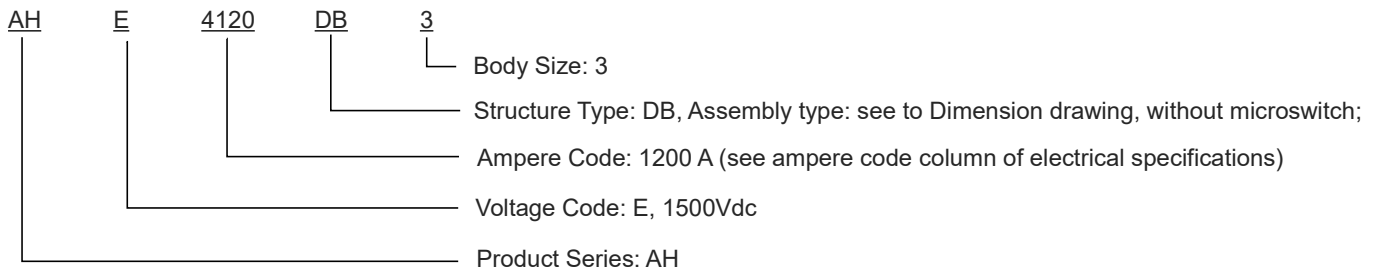 AH E 4120 DB 3
Body Size: 3
Structure Type: DB, Assembly type: see to Dimension drawing, without microswitch;
Ampere Code: 1200 A (see ampere code column of electrical specifications)
Voltage Code: E, 1500Vdc
Product Series: AH